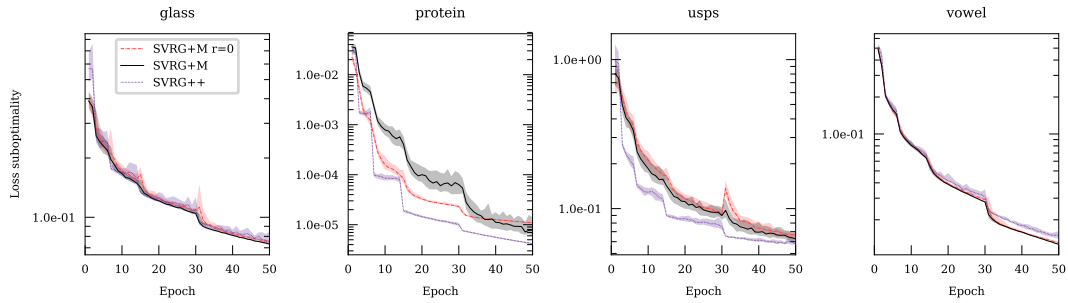 glass
protein
usps
vowel
SVRG+M r=0
SVRG+M
SVRG++
Loss suboptimality
1.0e-01
0 10 20 30 40 50
Epoch
1.0e-02
1.0e-03
1.0e-04
1.0e-05
0 10 20 30 40 50
Epoch
1.0e+00
1.0e-01
0 10 20 30 40 50
Epoch
1.0e-01
0 10 20 30 40 50
Epoch